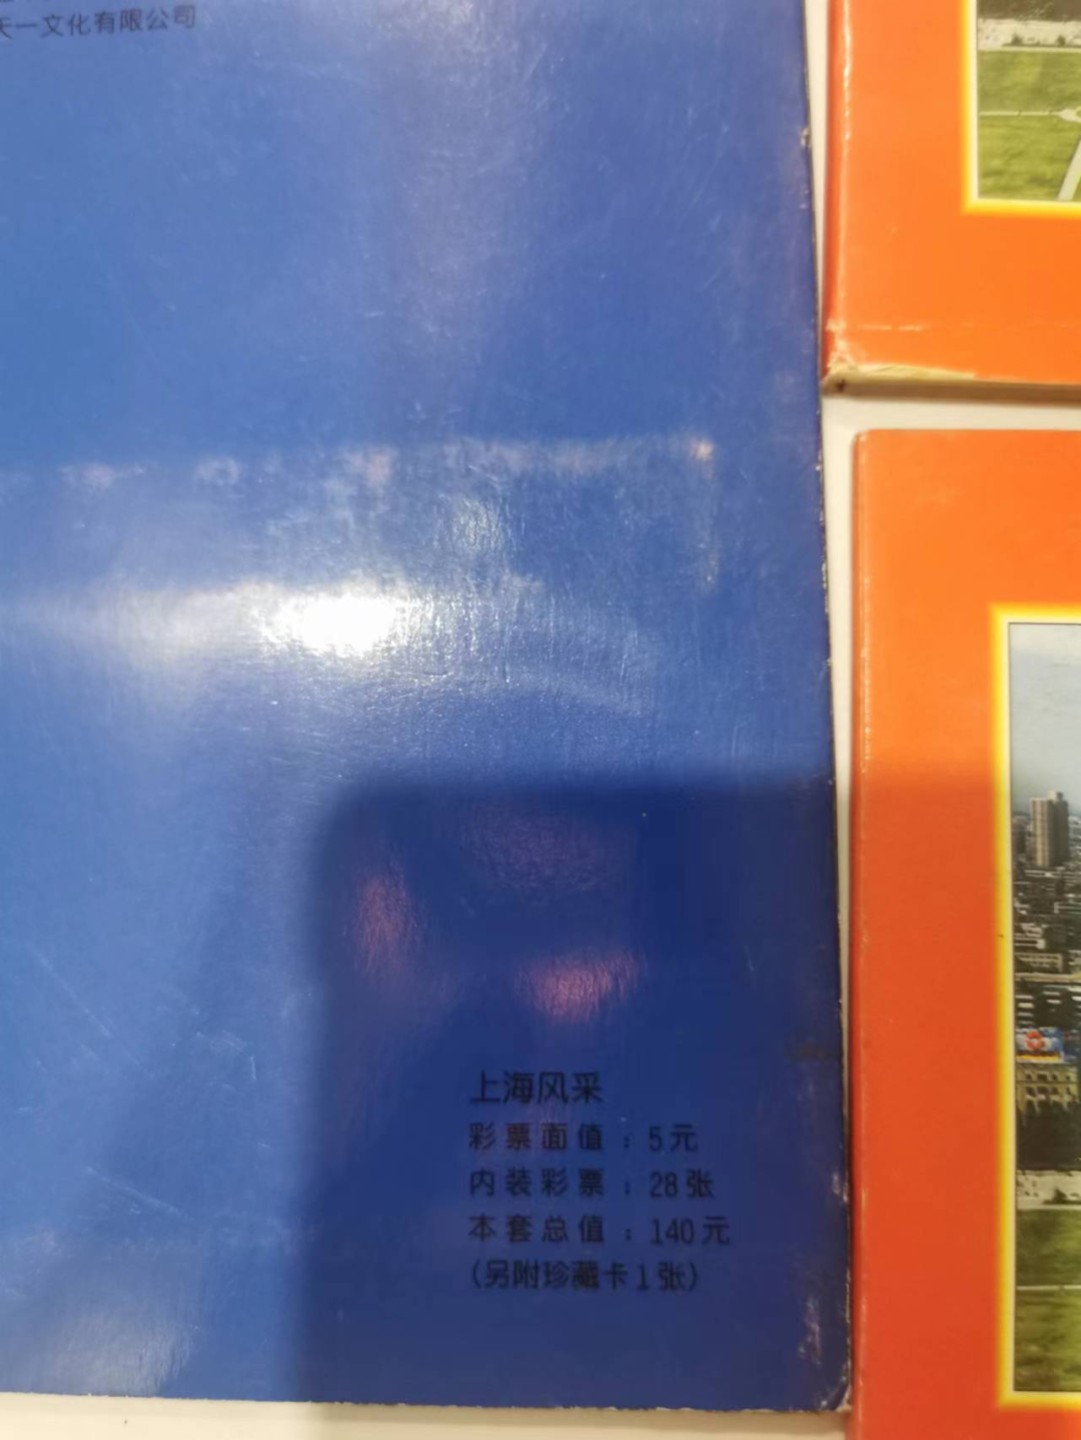 天一文化有限公司
上海风采
彩票面值：5元
内装彩票：28张
本套总值：140元
（另附珍藏卡1张）